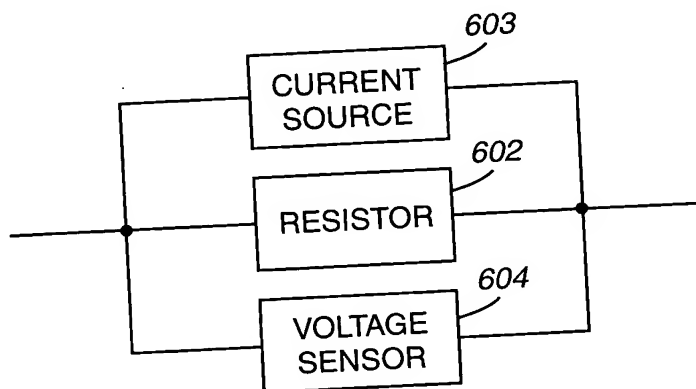 603
CURRENT
SOURCE
602
RESISTOR
604
VOLTAGE
SENSOR